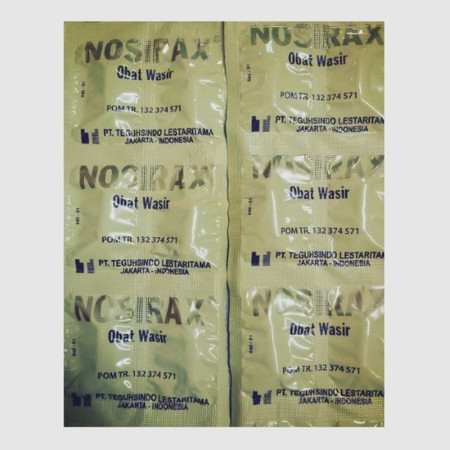 NOSIRAX
Obat Wasir
POM TR. 132 374 571
PT. TEGUHSINDO LESTARITAMA
JAKARTA - INDONESIA
NOSIRAX
Obat Wasir
POM TR. 132 374 571
PT. TEGUHSINDO LESTARITAMA
JAKARTA - INDONESIA
NOSIRAX
Obat Wasir
POM TR. 132 374 571
PT. TEGUHSINDO LESTARITAMA
JAKARTA - INDONESIA
NOSIRAX
Obat Wasir
POM TR. 132 374 571
PT. TEGUHSINDO LESTARITAMA
JAKARTA - INDONESIA
NOSIRAX
Obat Wasir
POM TR. 132 374 571
PT. TEGUHSINDO LESTARITAMA
JAKARTA - INDONESIA
NOSIRAX
Obat Wasir
POM TR. 132 374 571
PT. TEGUHSINDO LESTARITAMA
JAKARTA - INDONESIA